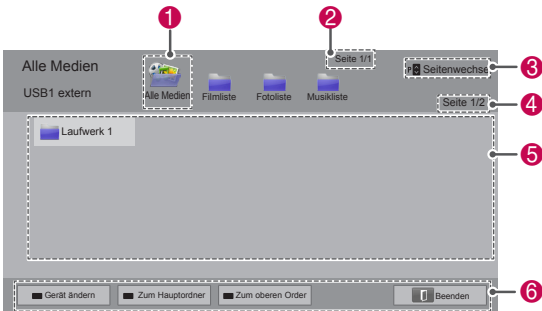 1
2
Alle Medien
Seite 1/1
P Seitenwechse
3
USB1 extern
Alle Medien
Filmliste
Fotoliste
Musikliste
Seite 1/2
4
Laufwerk 1
5
Gerät ändern
Zum Hauptordner
Zum oberen Order
Beenden
6